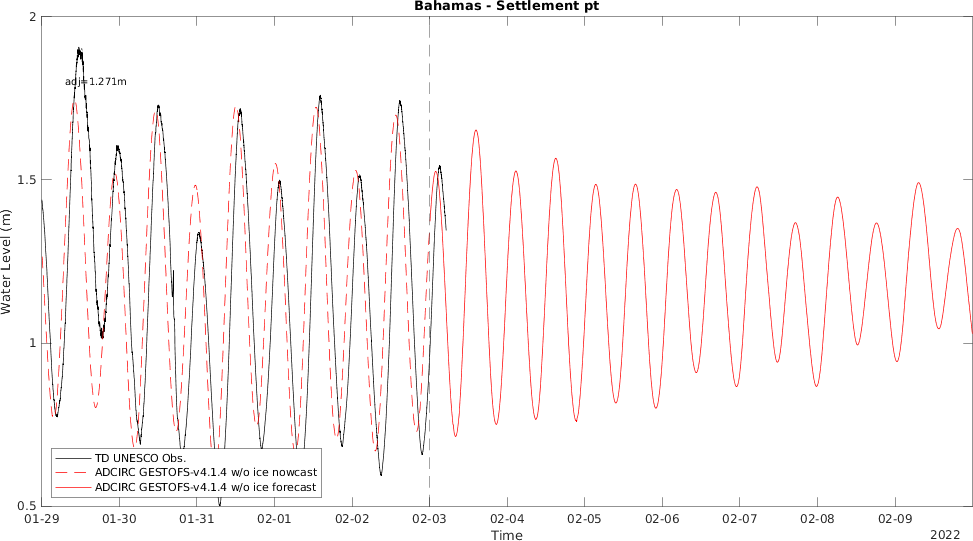 Bahamas - Settlement pt
2
adj=1.271m
1.5
Water Level (m)
1
TD UNESCO Obs.
ADCIRC GESTOFS-v4.1.4 w/o ice nowcast
ADCIRC GESTOFS-v4.1.4 w/o ice forecast
0.5
01-29 01-30 01-31 02-01 02-02 02-03 02-04 02-05 02-06 02-07 02-08 02-09
Time
2022